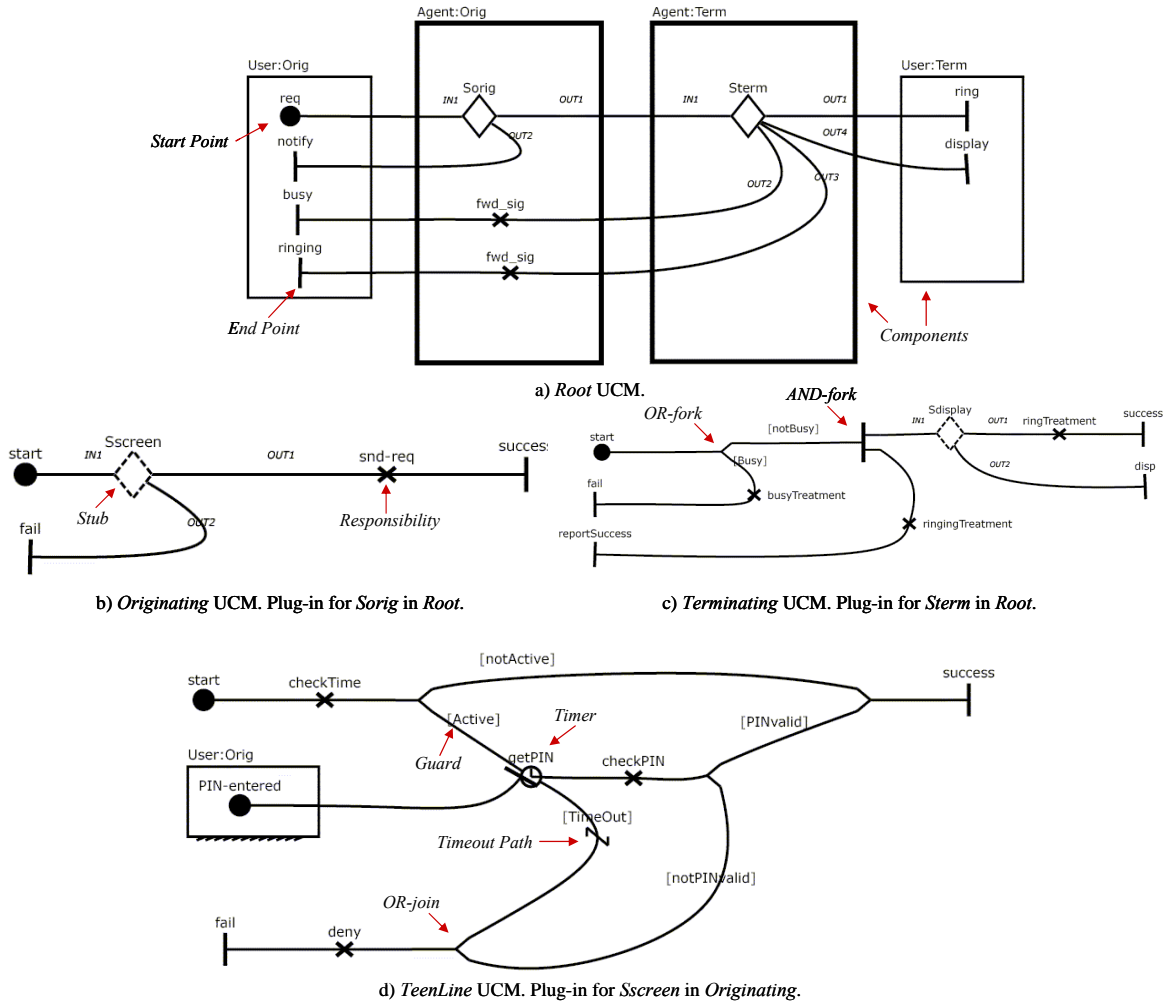 Agent:Orig
Agent:Term
User:Orig
User:Term
req
Sorig
Sterm
ring
IN1
OUT1
IN1
OUT1
Start Point
notify
OUT2
OUT4
display
busy
OUT2
OUT3
fwd_sig
ringing
fwd_sig
End Point
Components
a) Root UCM.
AND-fork
OR-fork
start
Sscreen
success
IN1
OUT1
snd-req
Stub
Responsibility
fail
OUT2
b) Originating UCM. Plug-in for Sorig in Root.
start
[notBusy]
Sdisplay
IN1
OUT1
ringTreatment
success
[Busy]
OUT2
disp
fail
busyTreatment
reportSuccess
ringingTreatment
c) Terminating UCM. Plug-in for Sterm in Root.
[notActive]
start
checkTime
success
[Active]
Timer
[PINvalid]
Guard
getPIN
checkPIN
User:Orig
PIN-entered
[TimeOut]
Timeout Path
[notPINvalid]
OR-join
fail
deny
d) TeenLine UCM. Plug-in for Sscreen in Originating.